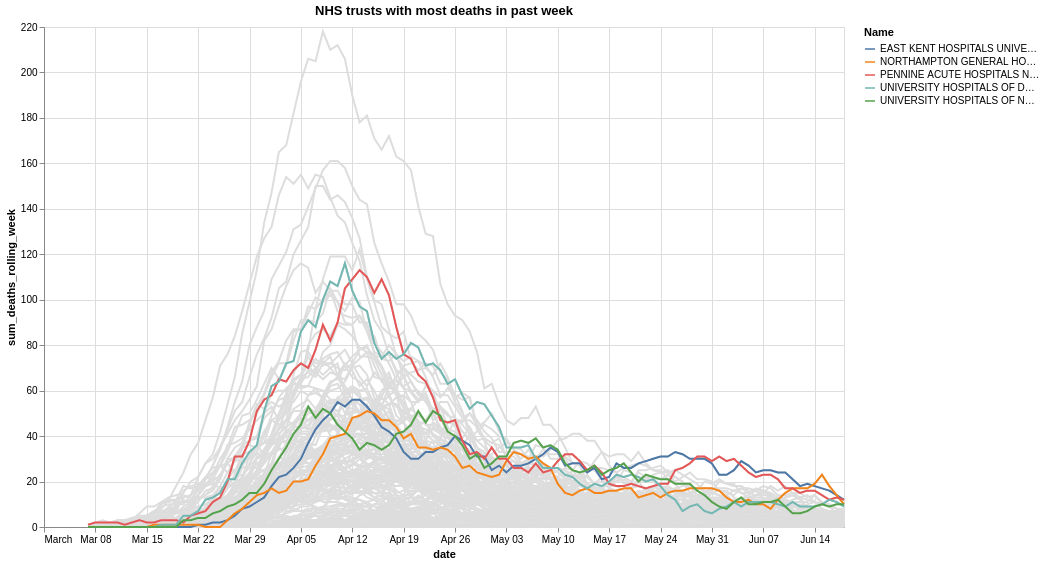 NHS trusts with most deaths in past week
Name
EAST KENT HOSPITALS UNIVE…
NORTHAMPTON GENERAL HO…
PENNINE ACUTE HOSPITALS N…
UNIVERSITY HOSPITALS OF D…
UNIVERSITY HOSPITALS OF N…
sum_deaths_rolling_week
220
200
180
160
140
120
100
80
60
40
20
0
March Mar 08 Mar 15 Mar 22 Mar 29 Apr 05 Apr 12 Apr 19 Apr 26 May 03 May 10 May 17 May 24 May 31 Jun 07 Jun 14
date